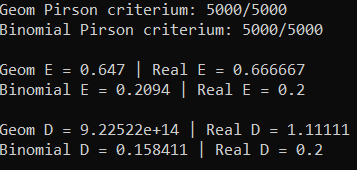 Geom Pirson criterium: 5000/5000
Binomial Pirson criterium: 5000/5000
Geom E = 0.647 | Real E = 0.666667
Binomial E = 0.2094 | Real E = 0.2
Geom D = 9.22522e+14 | Real D = 1.11111
Binomial D = 0.158411 | Real D = 0.2